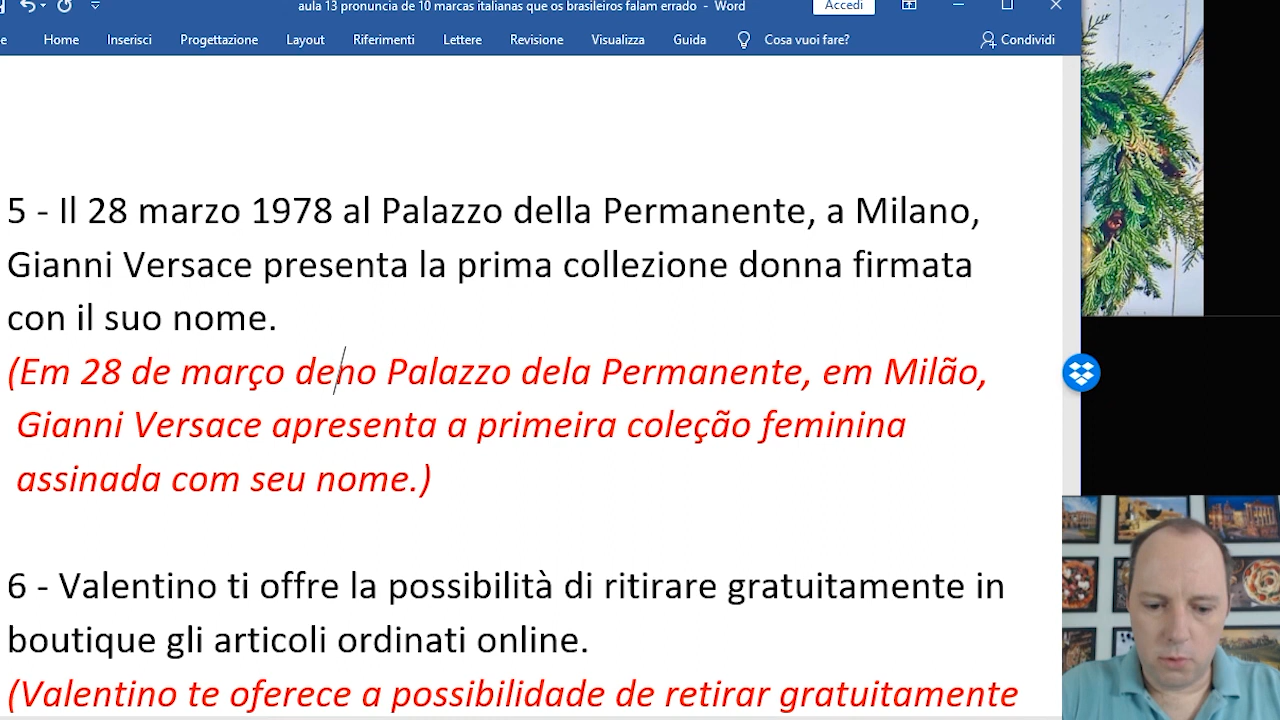 aula 13 pronuncia de 10 marcas italianas que os brasileiros falam errado - Word
Accedi
e Home Inserisci Progettazione Layout Riferimenti Lettere Revisione Visualizza Guida Cosa vuoi fare? Condividi
5 - Il 28 marzo 1978 al Palazzo della Permanente, a Milano,
Gianni Versace presenta la prima collezione donna firmata
con il suo nome.
(Em 28 de março deno Palazzo dela Permanente, em Milão,
Gianni Versace apresenta a primeira coleção feminina
assinada com seu nome.)
6 - Valentino ti offre la possibilità di ritirare gratuitamente in
boutique gli articoli ordinati online.
(Valentino te oferece a possibilidade de retirar gratuitamente